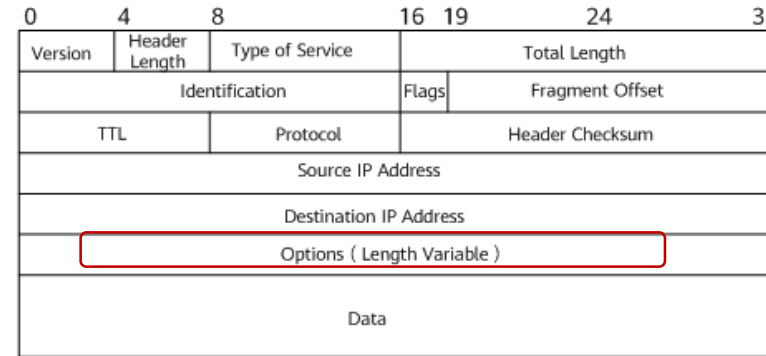 0 4 8 16 19 24 3
Version Header Length Type of Service Total Length
Identification Flags Fragment Offset
TTL Protocol Header Checksum
Source IP Address
Destination IP Address
Options ( Length Variable )
Data